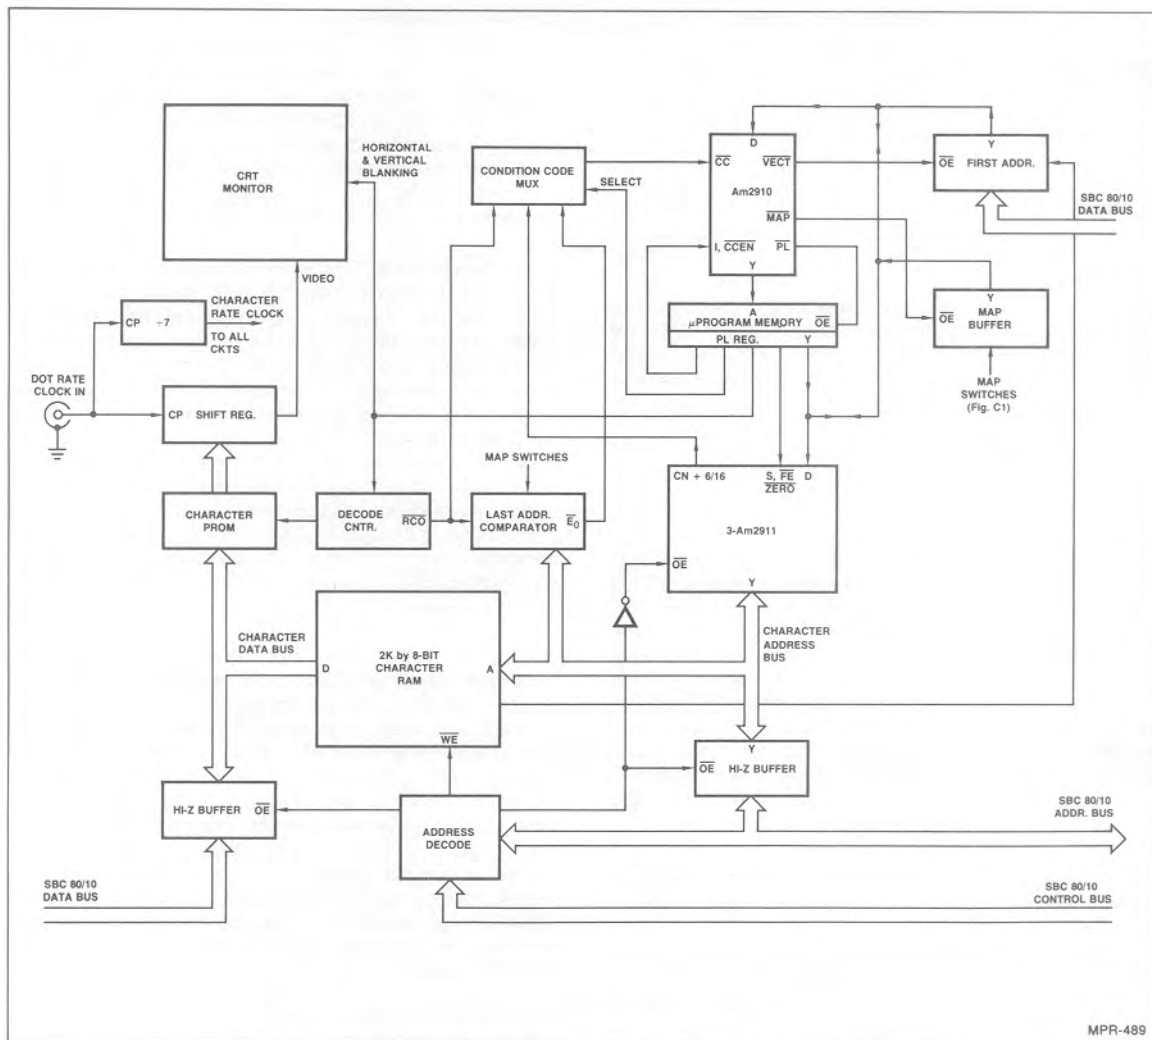 CRT
MONITOR
HORIZONTAL
& VERTICAL
BLANKING
CONDITION CODE
MUX
SELECT
D
CC
VECT
Am2910
MAP
I, CCEN
PL
Y
Y
OE
FIRST ADDR.
SBC 80/10
DATA BUS
VIDEO
CP ÷7
CHARACTER
RATE CLOCK
TO ALL
CKTS
A
μPROGRAM MEMORY
OE
PL REG.
Y
Y
OE
MAP
BUFFER
MAP
SWITCHES
(Fig. C1)
DOT RATE
CLOCK IN
CP SHIFT REG.
MAP SWITCHES
CN + 6/16
S, FE
ZERO
D
3-Am2911
OE
Y
CHARACTER
PROM
DECODE
CNTR.
RCO
LAST ADDR.
COMPARATOR
E0
CHARACTER
DATA BUS
D
2K by 8-BIT
CHARACTER
RAM
A
WE
CHARACTER
ADDRESS
BUS
HI-Z BUFFER
OE
ADDRESS
DECODE
Y
OE
HI-Z BUFFER
SBC 80/10
ADDR. BUS
SBC 80/10
DATA BUS
SBC 80/10
CONTROL BUS
MPR-489